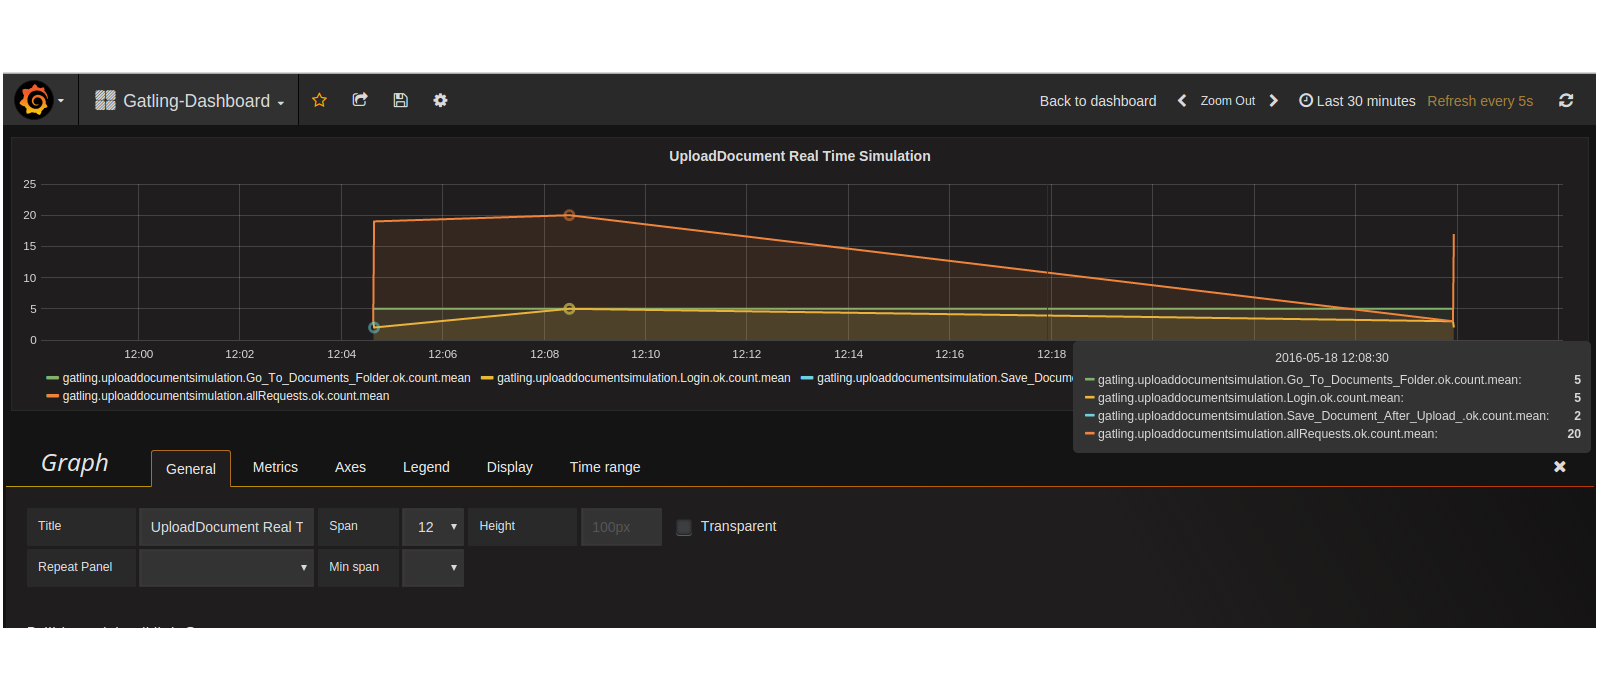 Gatling-Dashboard
Back to dashboard Zoom Out Last 30 minutes Refresh every 5s
UploadDocument Real Time Simulation
25
20
15
10
5
0
12:00 12:02 12:04 12:06 12:08 12:10 12:12 12:14 12:16 12:18
gatling.uploaddocumentsimulation.Go_To_Documents_Folder.ok.count.mean gatling.uploaddocumentsimulation.Login.ok.count.mean gatling.uploaddocumentsimulation.Save_Docume
gatling.uploaddocumentsimulation.allRequests.ok.count.mean
2016-05-18 12:08:30
gatling.uploaddocumentsimulation.Go_To_Documents_Folder.ok.count.mean: 5
gatling.uploaddocumentsimulation.Login.ok.count.mean: 5
gatling.uploaddocumentsimulation.Save_Document_After_Upload_.ok.count.mean: 2
gatling.uploaddocumentsimulation.allRequests.ok.count.mean: 20
Graph General Metrics Axes Legend Display Time range
Title UploadDocument Real T Span 12 Height 100px Transparent
Repeat Panel Min span